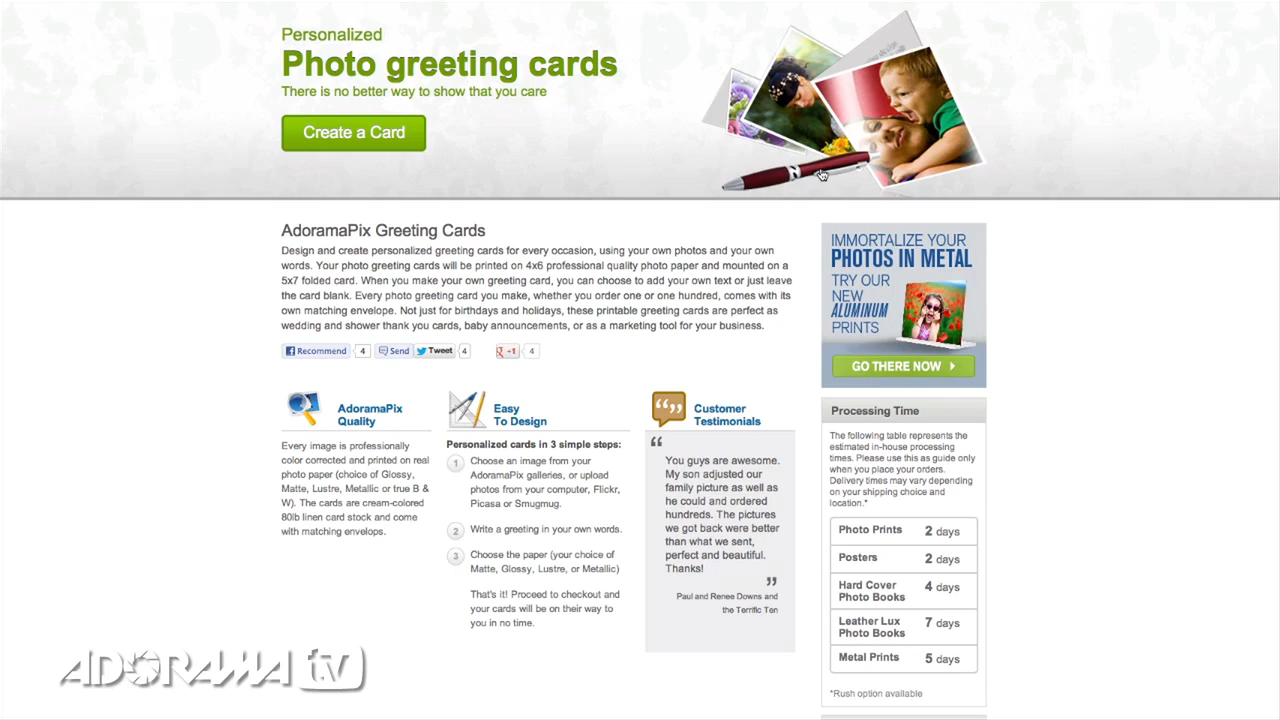 Personalized
Photo greeting cards
There is no better way to show that you care
Create a Card
AdoramaPix Greeting Cards
Design and create personalized greeting cards for every occasion, using your own photos and your own
words. Your photo greeting cards will be printed on 4x6 professional quality photo paper and mounted on a
5x7 folded card. When you make your own greeting card, you can choose to add your own text or just leave
the card blank. Every photo greeting card you make, whether you order one or one hundred, comes with its
own matching envelope. Not just for birthdays and holidays, these printable greeting cards are perfect as
wedding and shower thank you cards, baby announcements, or as a marketing tool for your business.
Recommend 4 Send Tweet 4 +1 4
AdoramaPix
Quality
Every image is professionally
color corrected and printed on real
photo paper (choice of Glossy,
Matte, Lustre, Metallic or true B &
W). The cards are cream-colored
80lb linen card stock and come
with matching envelops.
Easy
To Design
Personalized cards in 3 simple steps:
1 Choose an image from your
AdoramaPix galleries, or upload
photos from your computer, Flickr,
Picasa or Smugmug.
2 Write a greeting in your own words.
3 Choose the paper (your choice of
Matte, Glossy, Lustre, or Metallic)
That's it! Proceed to checkout and
your cards will be on their way to
you in no time.
Customer
Testimonials
“
You guys are awesome.
My son adjusted our
family picture as well as
he could and ordered
hundreds. The pictures
we got back were better
than what we sent,
perfect and beautiful.
Thanks!
”
Paul and Renee Downs and
the Terrific Ten
IMMORTALIZE YOUR
PHOTOS IN METAL
TRY OUR
NEW
ALUMINUM
PRINTS
GO THERE NOW
Processing Time
The following table represents the
estimated in-house processing
times. Please use this as guide only
when you place your orders.
Delivery times may vary depending
on your shipping choice and
location.*
Photo Prints 2 days
Posters 2 days
Hard Cover
Photo Books 4 days
Leather Lux
Photo Books 7 days
Metal Prints 5 days
*Rush option available
ADORAMA tv